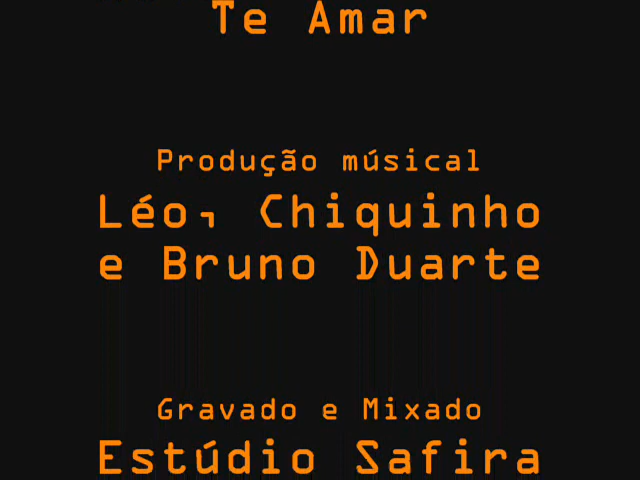 Te Amar
Produção músical
Léo, Chiquinho
e Bruno Duarte
Gravado e Mixado
Estúdio Safira